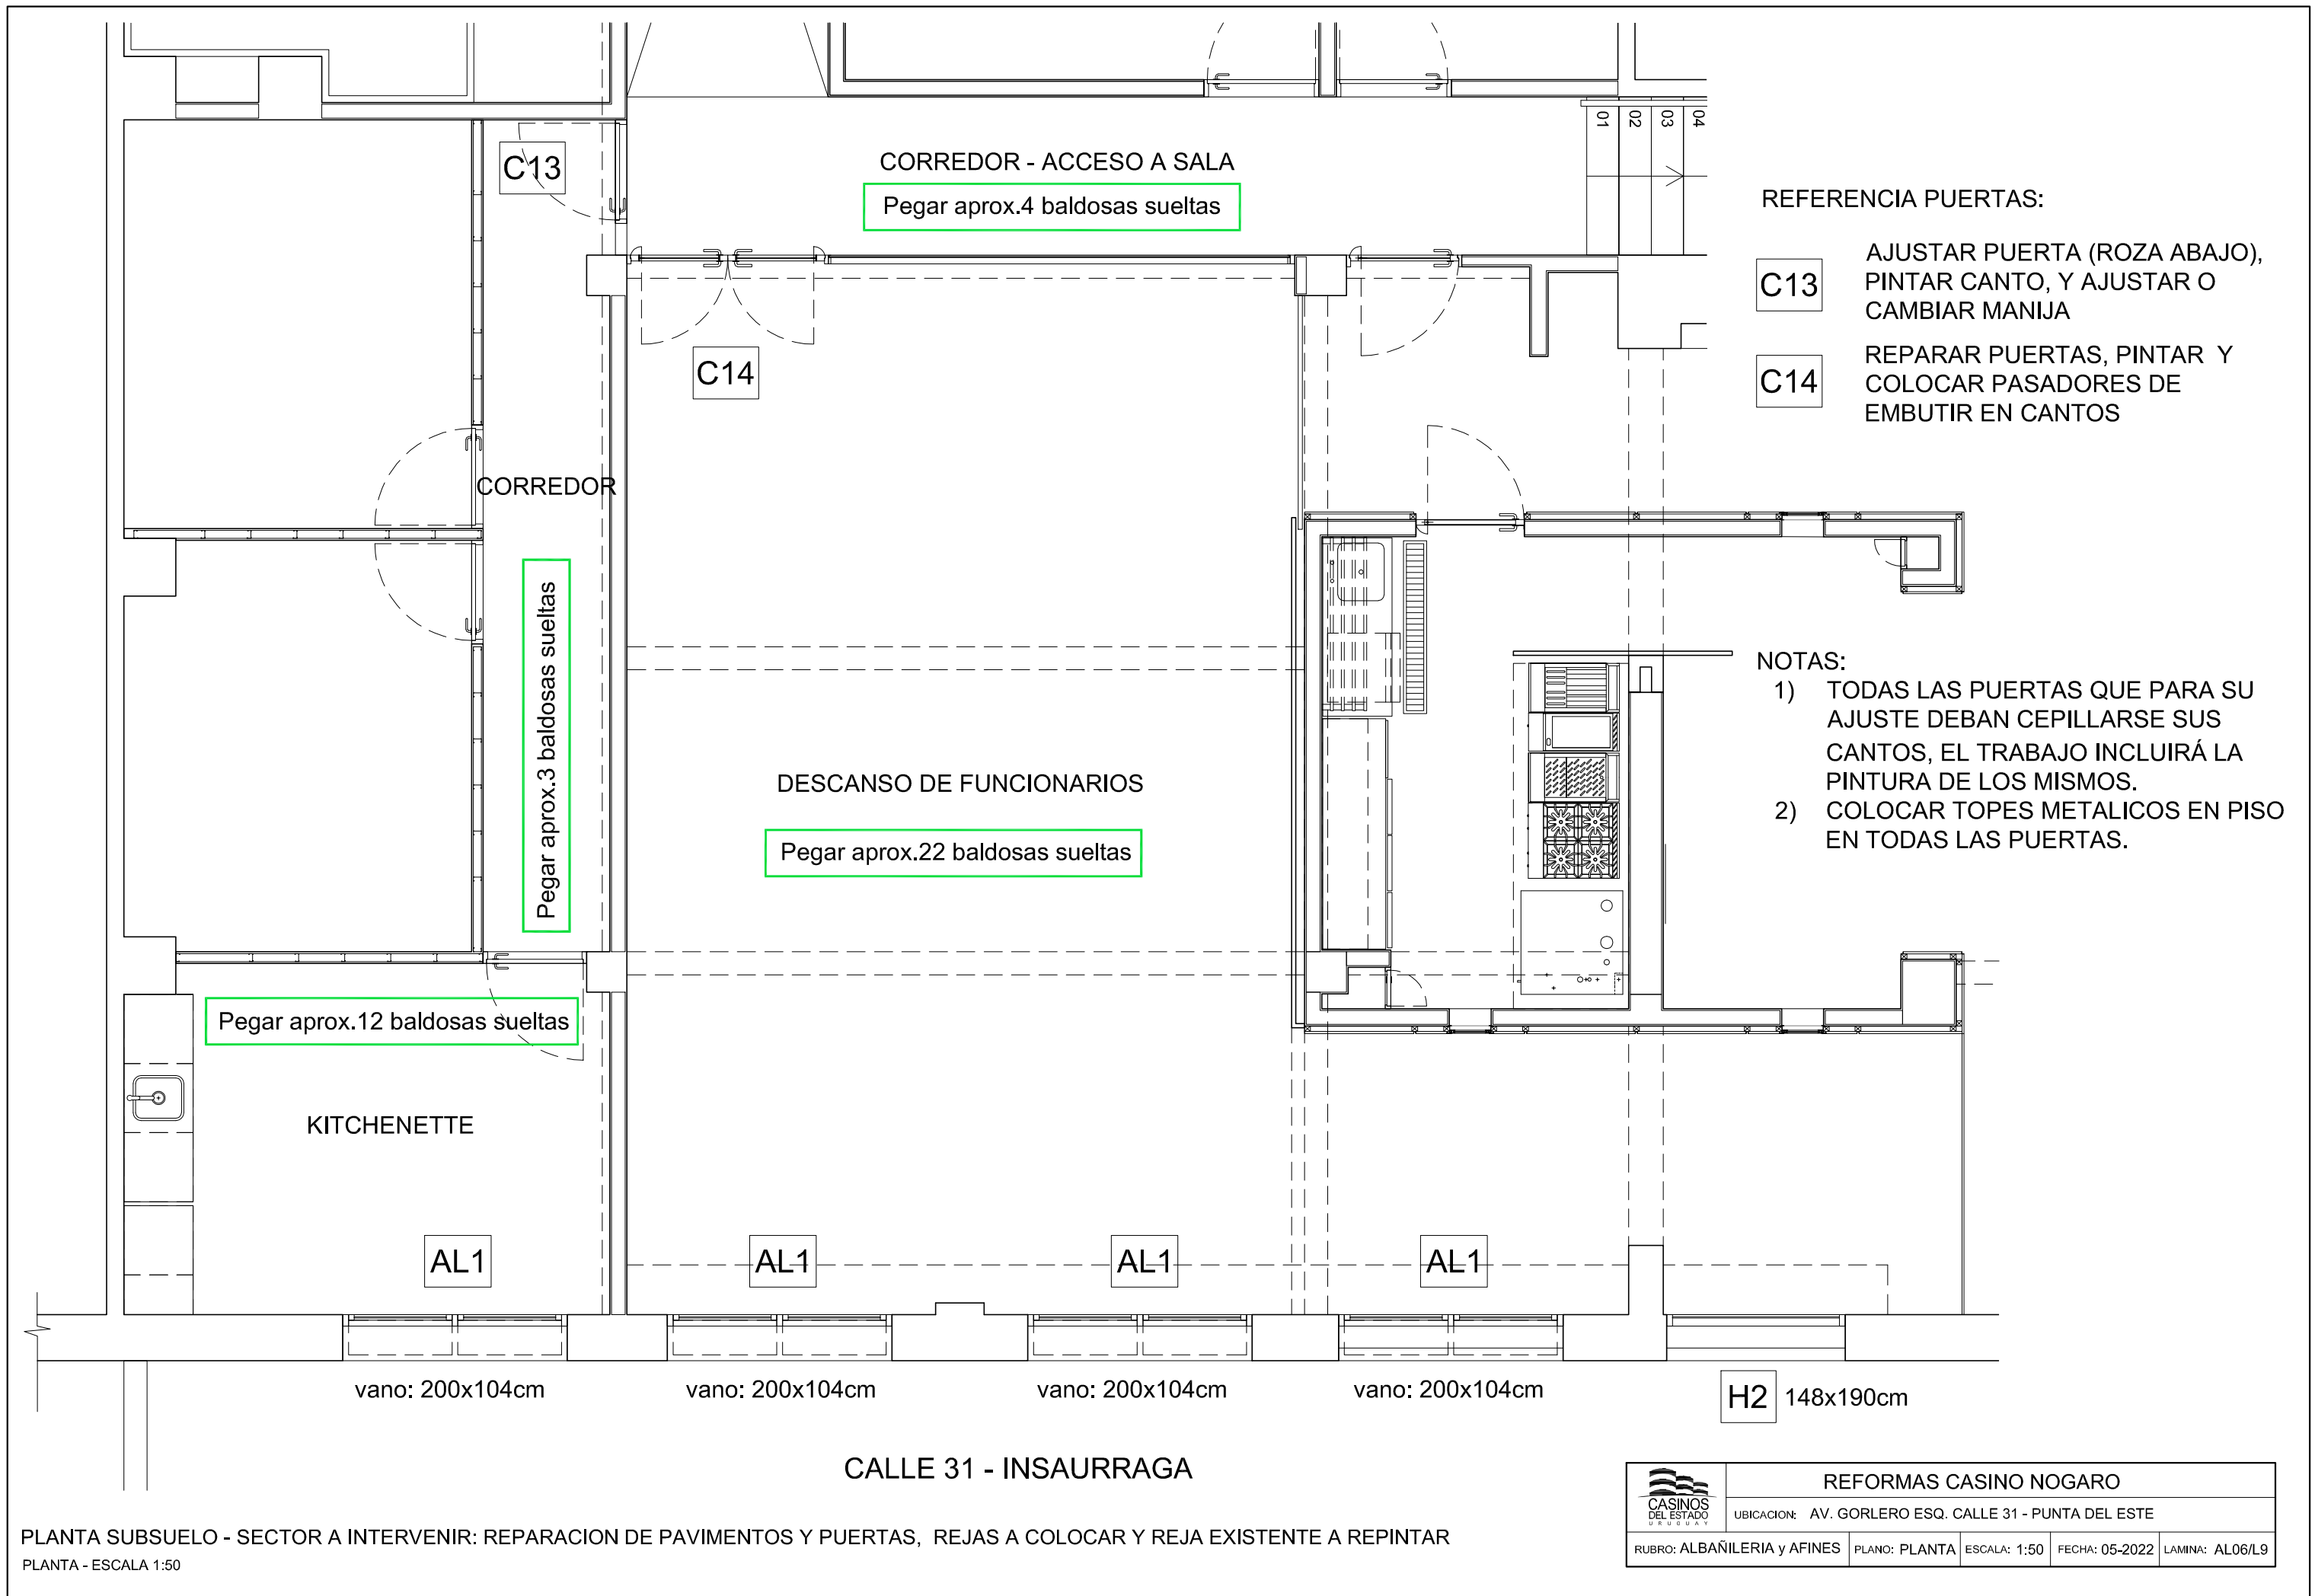 01
02
03
04
C13
CORREDOR - ACCESO A SALA
Pegar aprox.4 baldosas sueltas
REFERENCIA PUERTAS:
C13
AJUSTAR PUERTA (ROZA ABAJO),
PINTAR CANTO, Y AJUSTAR O
CAMBIAR MANIJA
C14
REPARAR PUERTAS, PINTAR Y
COLOCAR PASADORES DE
EMBUTIR EN CANTOS
C14
CORREDOR
Pegar aprox.3 baldosas sueltas
NOTAS:
1) TODAS LAS PUERTAS QUE PARA SU
AJUSTE DEBAN CEPILLARSE SUS
CANTOS, EL TRABAJO INCLUIRÁ LA
PINTURA DE LOS MISMOS.
2) COLOCAR TOPES METALICOS EN PISO
EN TODAS LAS PUERTAS.
DESCANSO DE FUNCIONARIOS
Pegar aprox.22 baldosas sueltas
Pegar aprox.12 baldosas sueltas
KITCHENETTE
AL1
AL1
AL1
AL1
vano: 200x104cm
vano: 200x104cm
vano: 200x104cm
vano: 200x104cm
H2 148x190cm
CALLE 31 - INSAURRAGA
PLANTA SUBSUELO - SECTOR A INTERVENIR: REPARACION DE PAVIMENTOS Y PUERTAS, REJAS A COLOCAR Y REJA EXISTENTE A REPINTAR
PLANTA - ESCALA 1:50
CASINOS
DEL ESTADO
URUGUAY
REFORMAS CASINO NOGARO
UBICACION: AV. GORLERO ESQ. CALLE 31 - PUNTA DEL ESTE
RUBRO: ALBAÑILERIA y AFINES
PLANO: PLANTA
ESCALA: 1:50
FECHA: 05-2022
LAMINA: AL06/L9